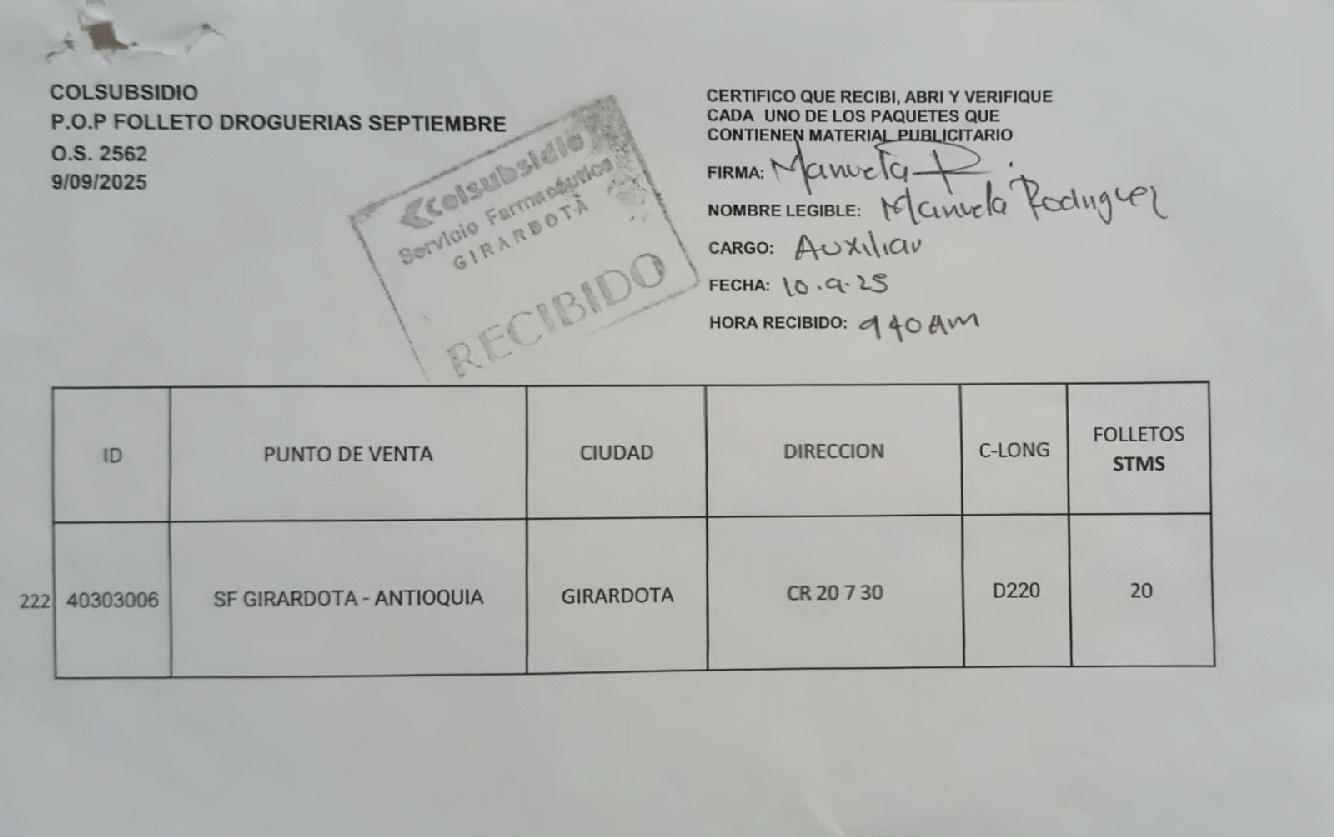 COLSUBSIDIO
P.O.P FOLLETO DROGUERIAS SEPTIEMBRE
O.S. 2562
9/09/2025
Colsubsidio
Servicio Farmacéutico
GIRARDOTA
RECIBIDO
CERTIFICO QUE RECIBI, ABRI Y VERIFIQUE
CADA UNO DE LOS PAQUETES QUE
CONTIENEN MATERIAL PUBLICITARIO
FIRMA: Manuela R.
NOMBRE LEGIBLE: Manuela Rodriguez
CARGO: Auxiliar
FECHA: 10.9.25
HORA RECIBIDO: 940 AM
ID PUNTO DE VENTA CIUDAD DIRECCION C-LONG FOLLETOS STMS
222 40303006 SF GIRARDOTA - ANTIOQUIA GIRARDOTA CR 20 7 30 D220 20